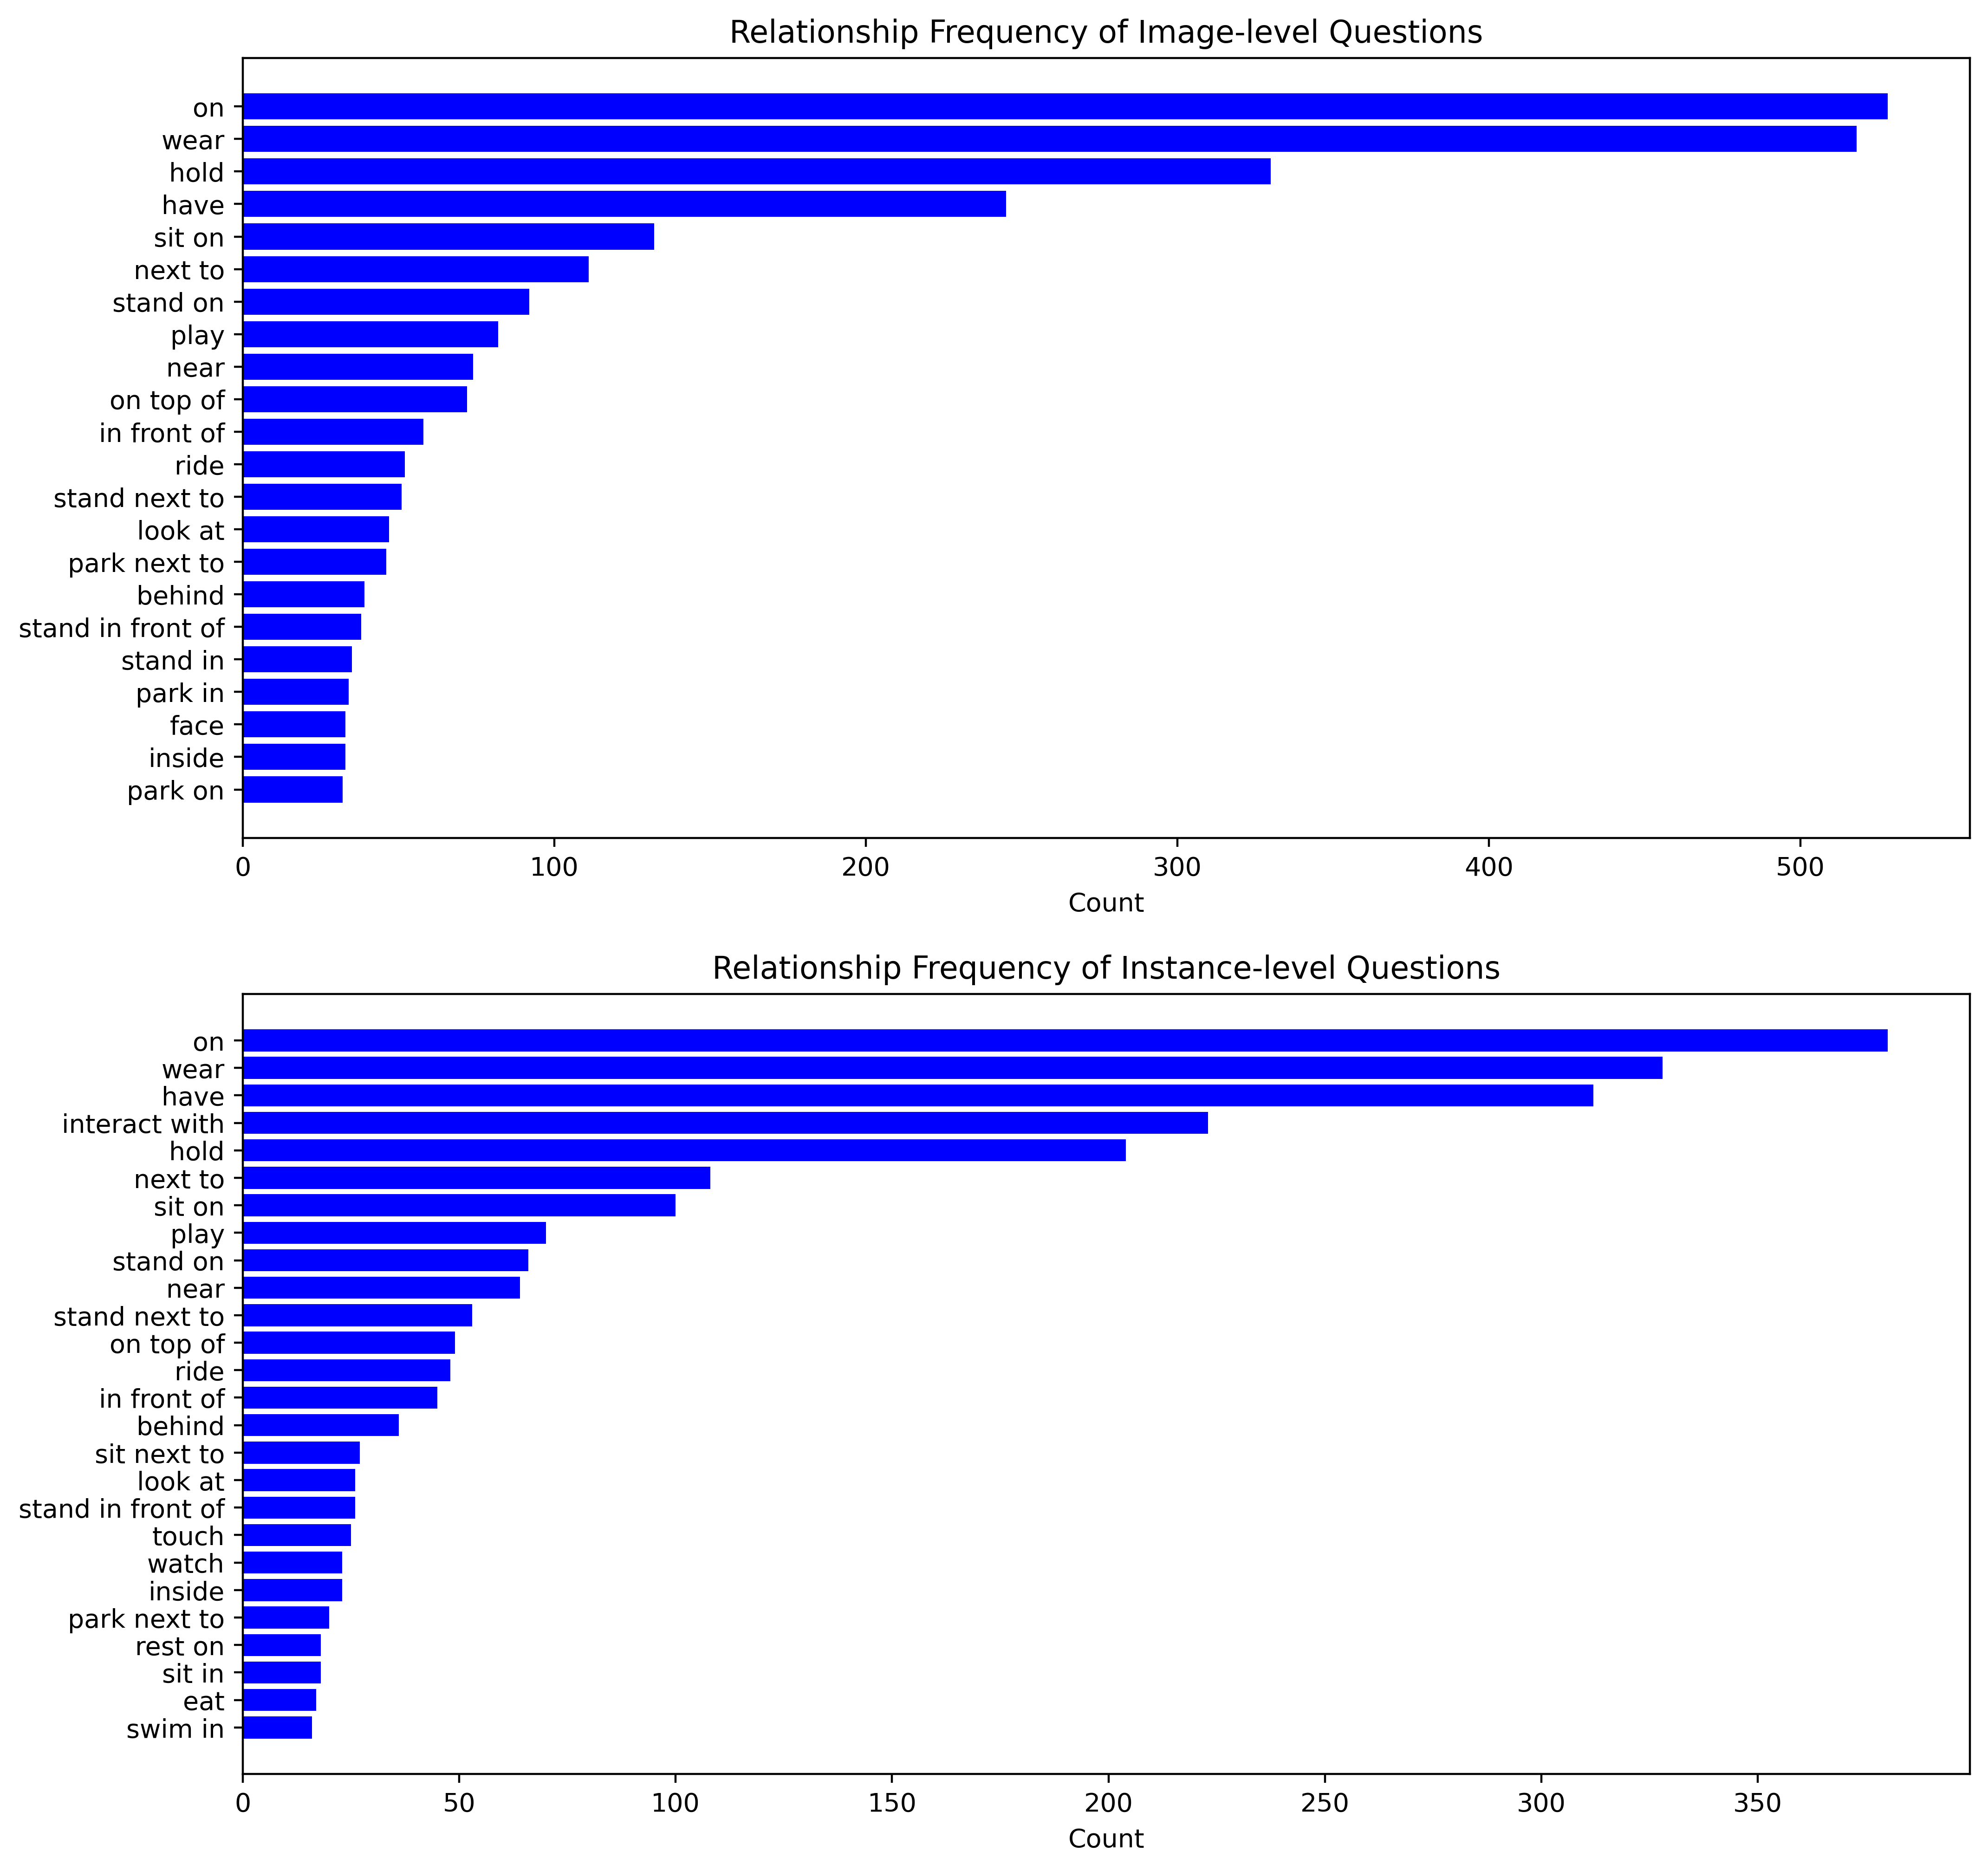 Relationship Frequency of Image-level Questions
on
wear
hold
have
sit on
next to
stand on
play
near
on top of
in front of
ride
stand next to
look at
park next to
behind
stand in front of
stand in
park in
face
inside
park on
0 100 200 300 400 500
Count
Relationship Frequency of Instance-level Questions
on
wear
have
interact with
hold
next to
sit on
play
stand on
near
stand next to
on top of
ride
in front of
behind
sit next to
look at
stand in front of
touch
watch
inside
park next to
rest on
sit in
eat
swim in
0 50 100 150 200 250 300 350
Count